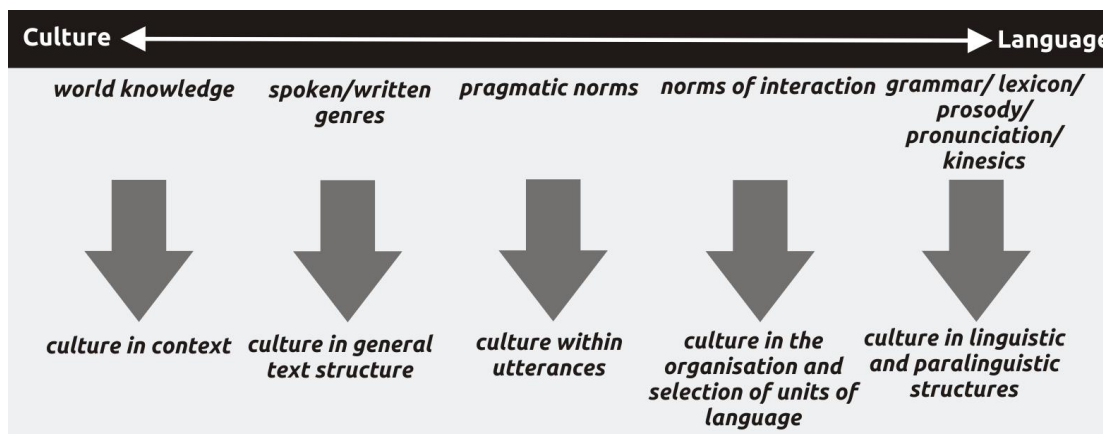 Culture Language
world knowledge
spoken/written
genres
pragmatic norms
norms of interaction
grammar/ lexicon/
prosody/
pronunciation/
kinesics
culture in context
culture in general
text structure
culture within
utterances
culture in the
organisation and
selection of units of
language
culture in linguistic
and paralinguistic
structures